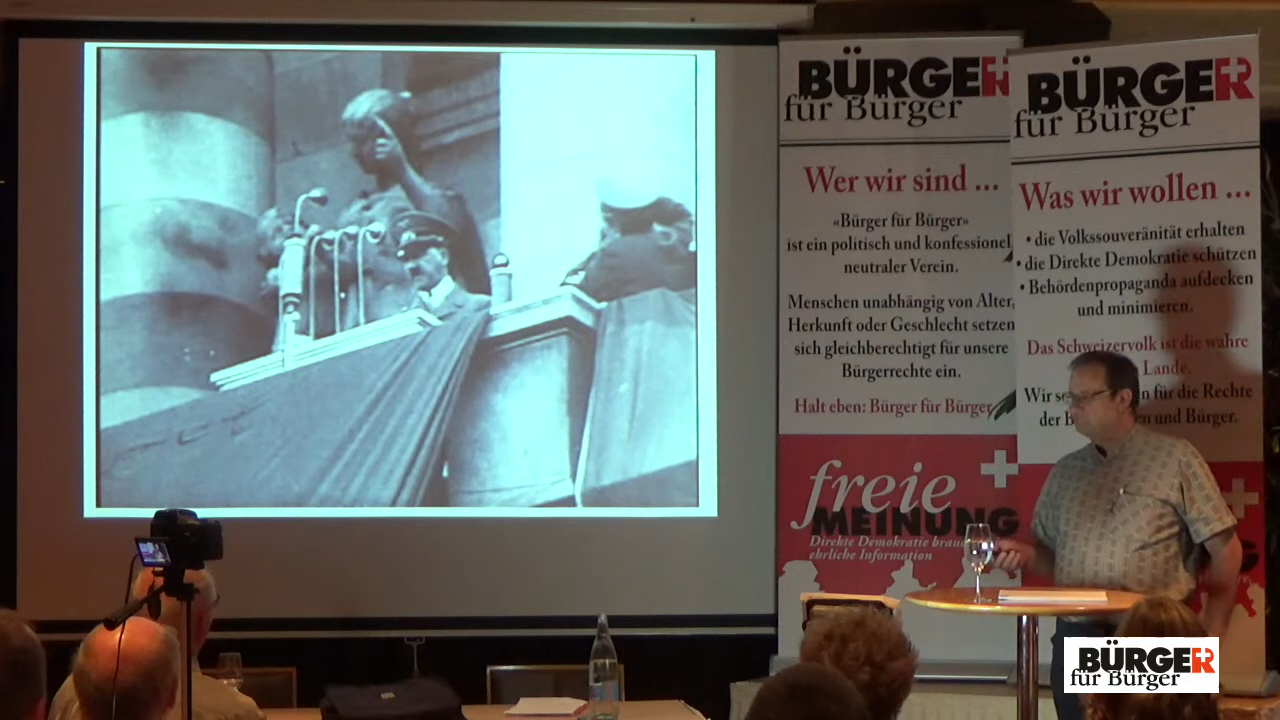 BÜRGER
für Bürger
Wer wir sind ...
«Bürger für Bürger»
ist ein politisch und konfessionel
neutraler Verein.
Menschen unabhängig von Alter,
Herkunft oder Geschlecht setzen
sich gleichberechtigt für unsere
Bürgerrechte ein.
Halt eben: Bürger für Bürger
freie
MEINUNG
Direkte Demokratie
ehrliche Information
BÜRGER
für Bürger
Was wir wollen ...
• die Volkssouveränität erhalten
• die Direkte Demokratie schützen
• Behördenpropaganda aufdecken
und minimieren.
Das Schweizervolk ist die wahre
Lande.
Wir für die Rechte
der und Bürger.
BÜRGER
für Bürger